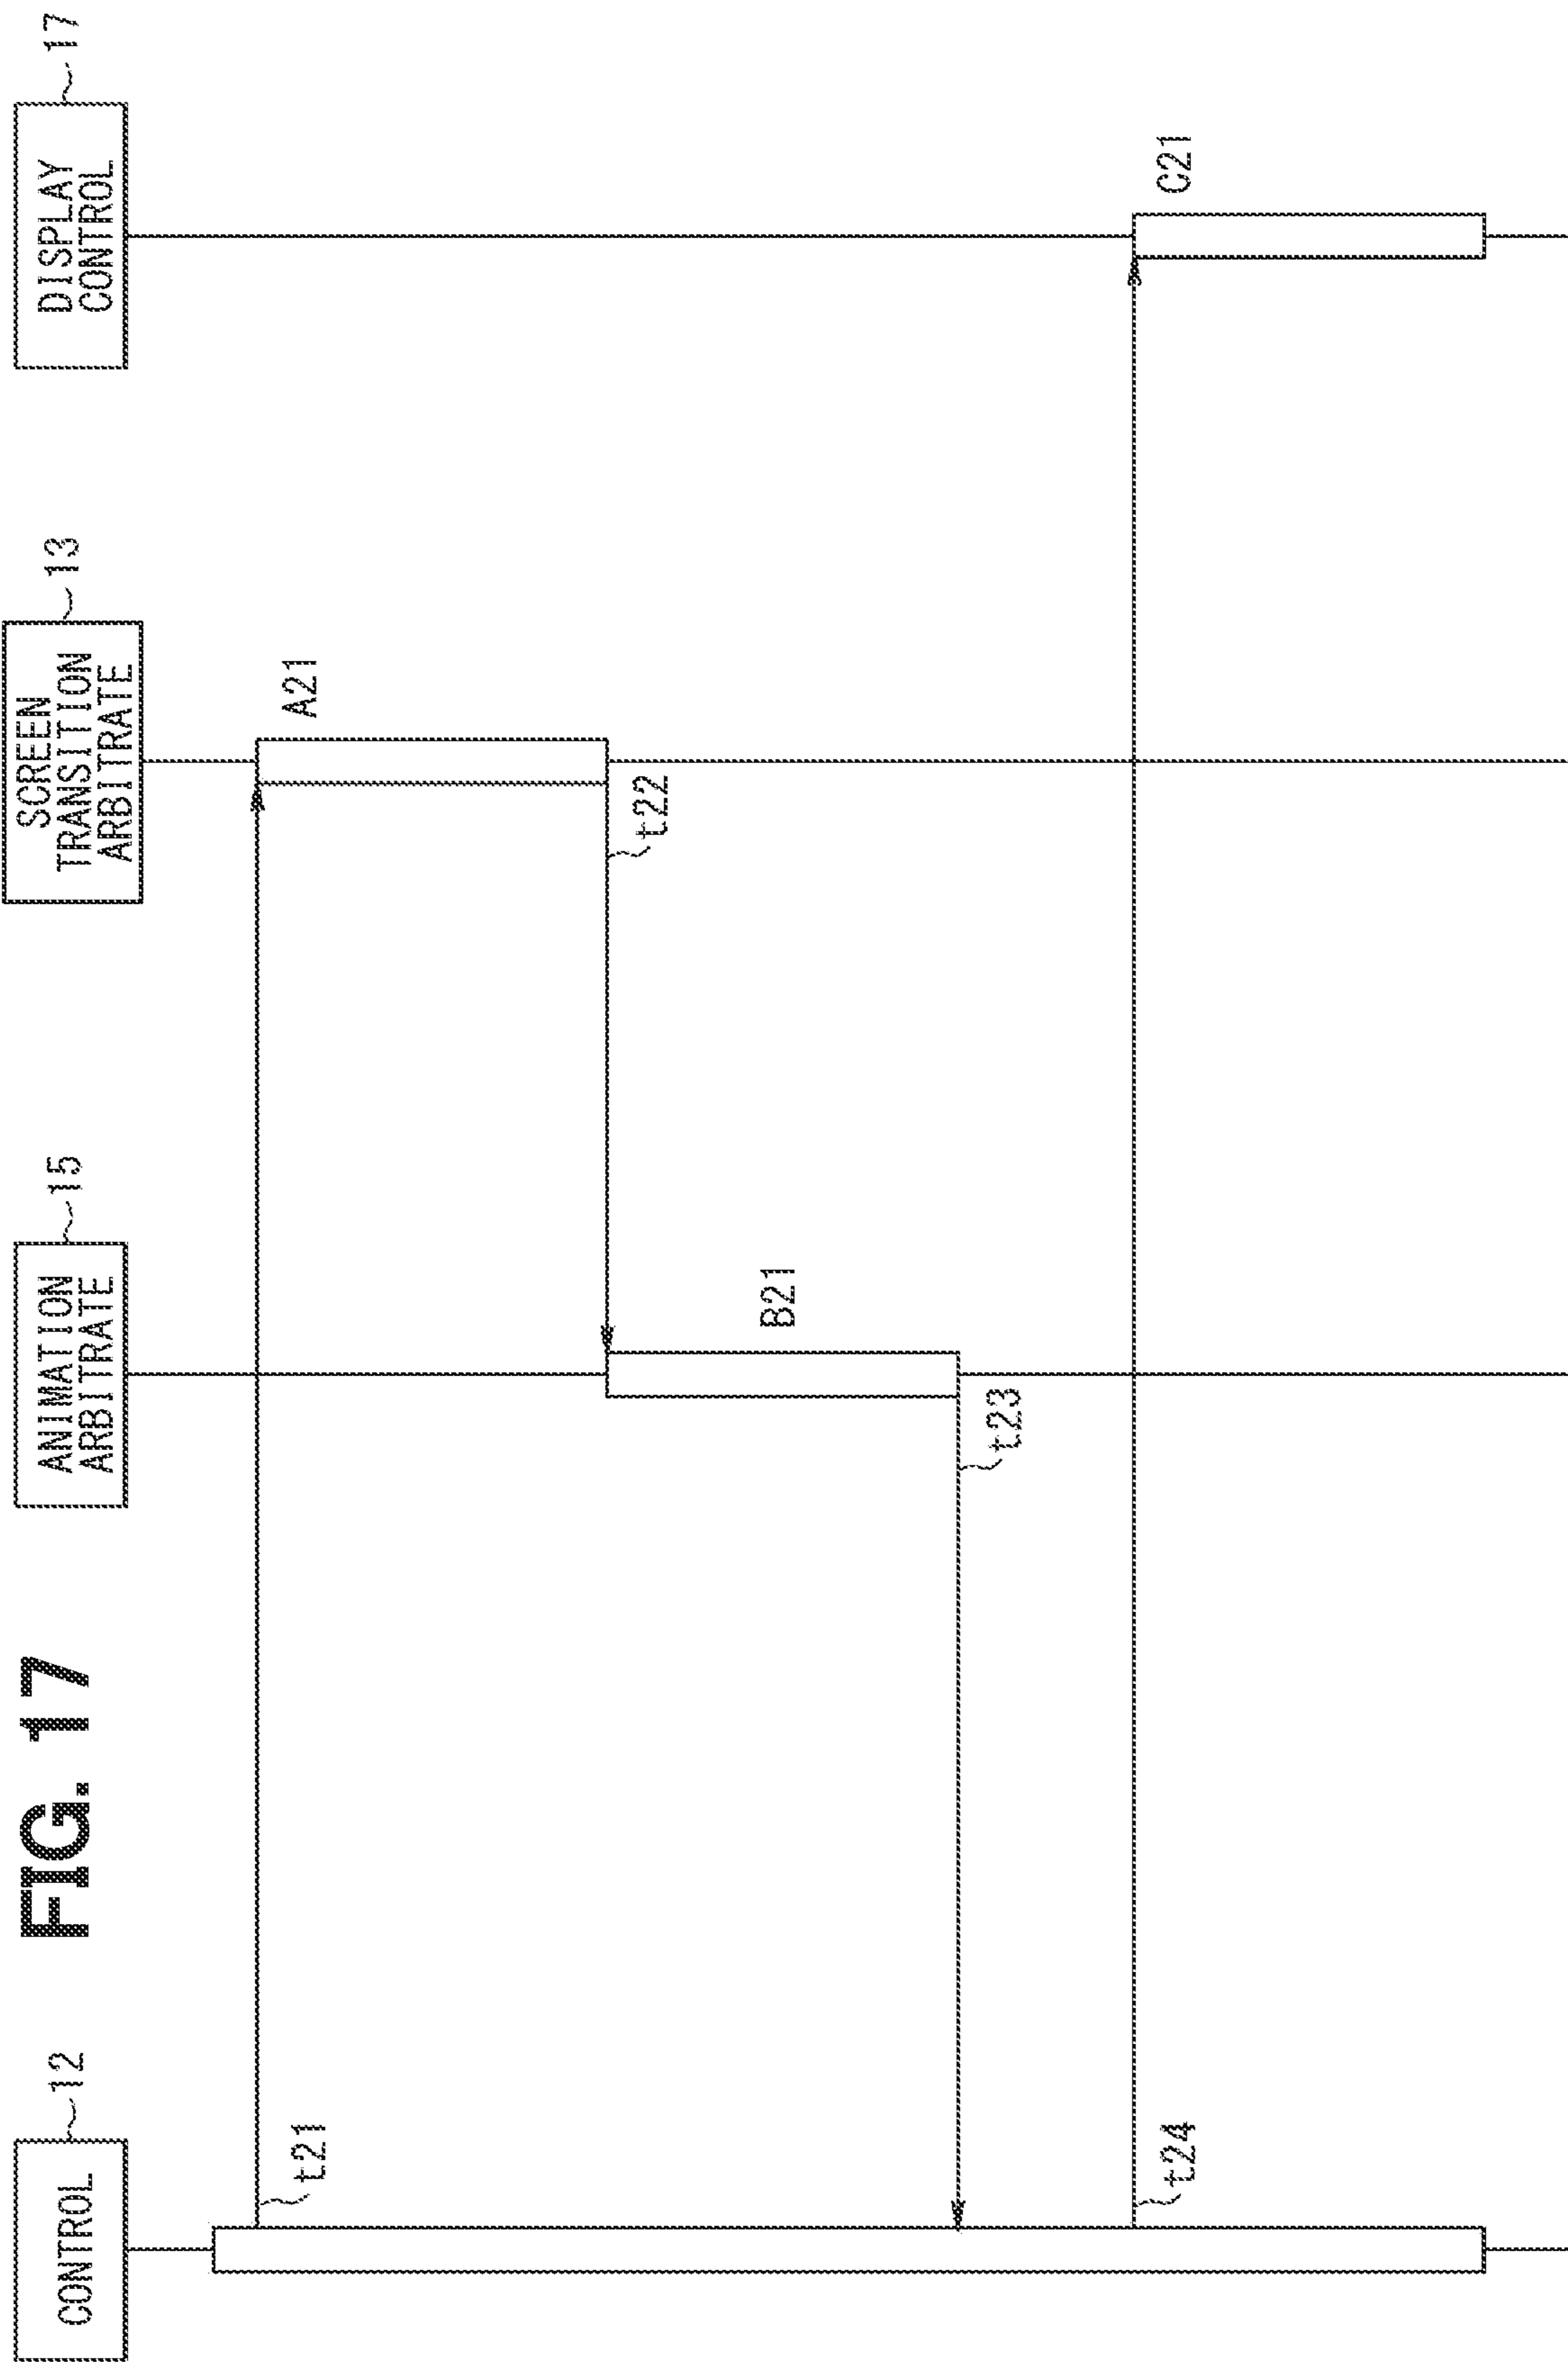 FIG. 17
CONTROL
12
ANIMATION
ARBITRATE
15
SCREEN
TRANSITION
ARBITRATE
13
DISPLAY
CONTROL
17
t21
A21
t22
B21
t23
t24
C21